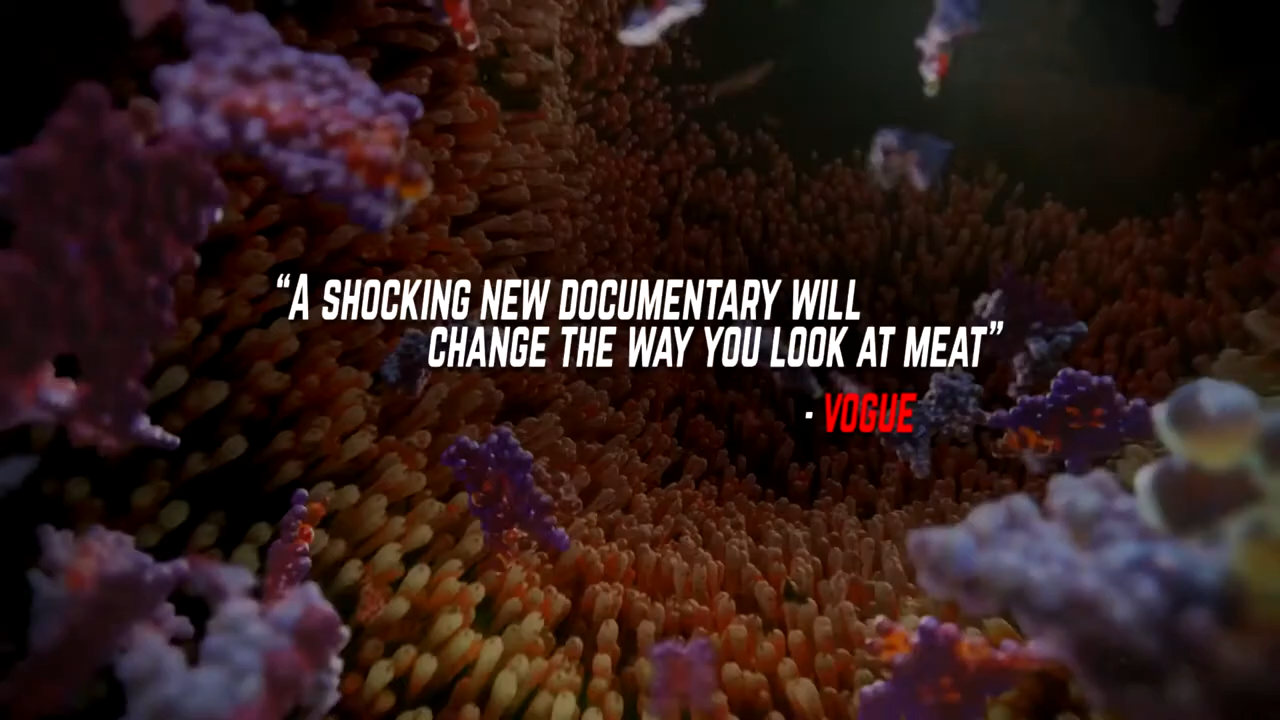 “A SHOCKING NEW DOCUMENTARY WILL
CHANGE THE WAY YOU LOOK AT MEAT”
- VOGUE